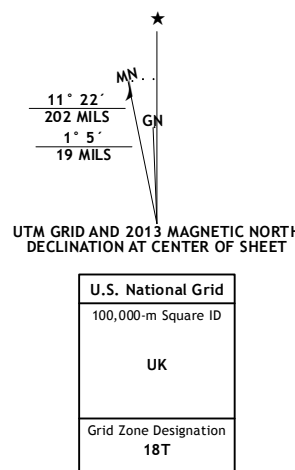 ★
MN
GN
11° 22´
202 MILS
1° 5´
19 MILS
UTM GRID AND 2013 MAGNETIC NORTH
DECLINATION AT CENTER OF SHEET
U.S. National Grid
100,000-m Square ID
UK
Grid Zone Designation
18T